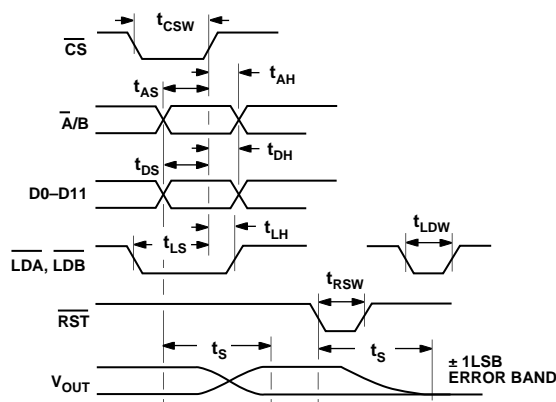 tCSW
CS
tAS
tAH
A/B
tDS
tDH
D0–D11
tLS
tLH
tLDW
LDA, LDB
tRSW
RST
tS
tS
± 1LSB
ERROR BAND
VOUT